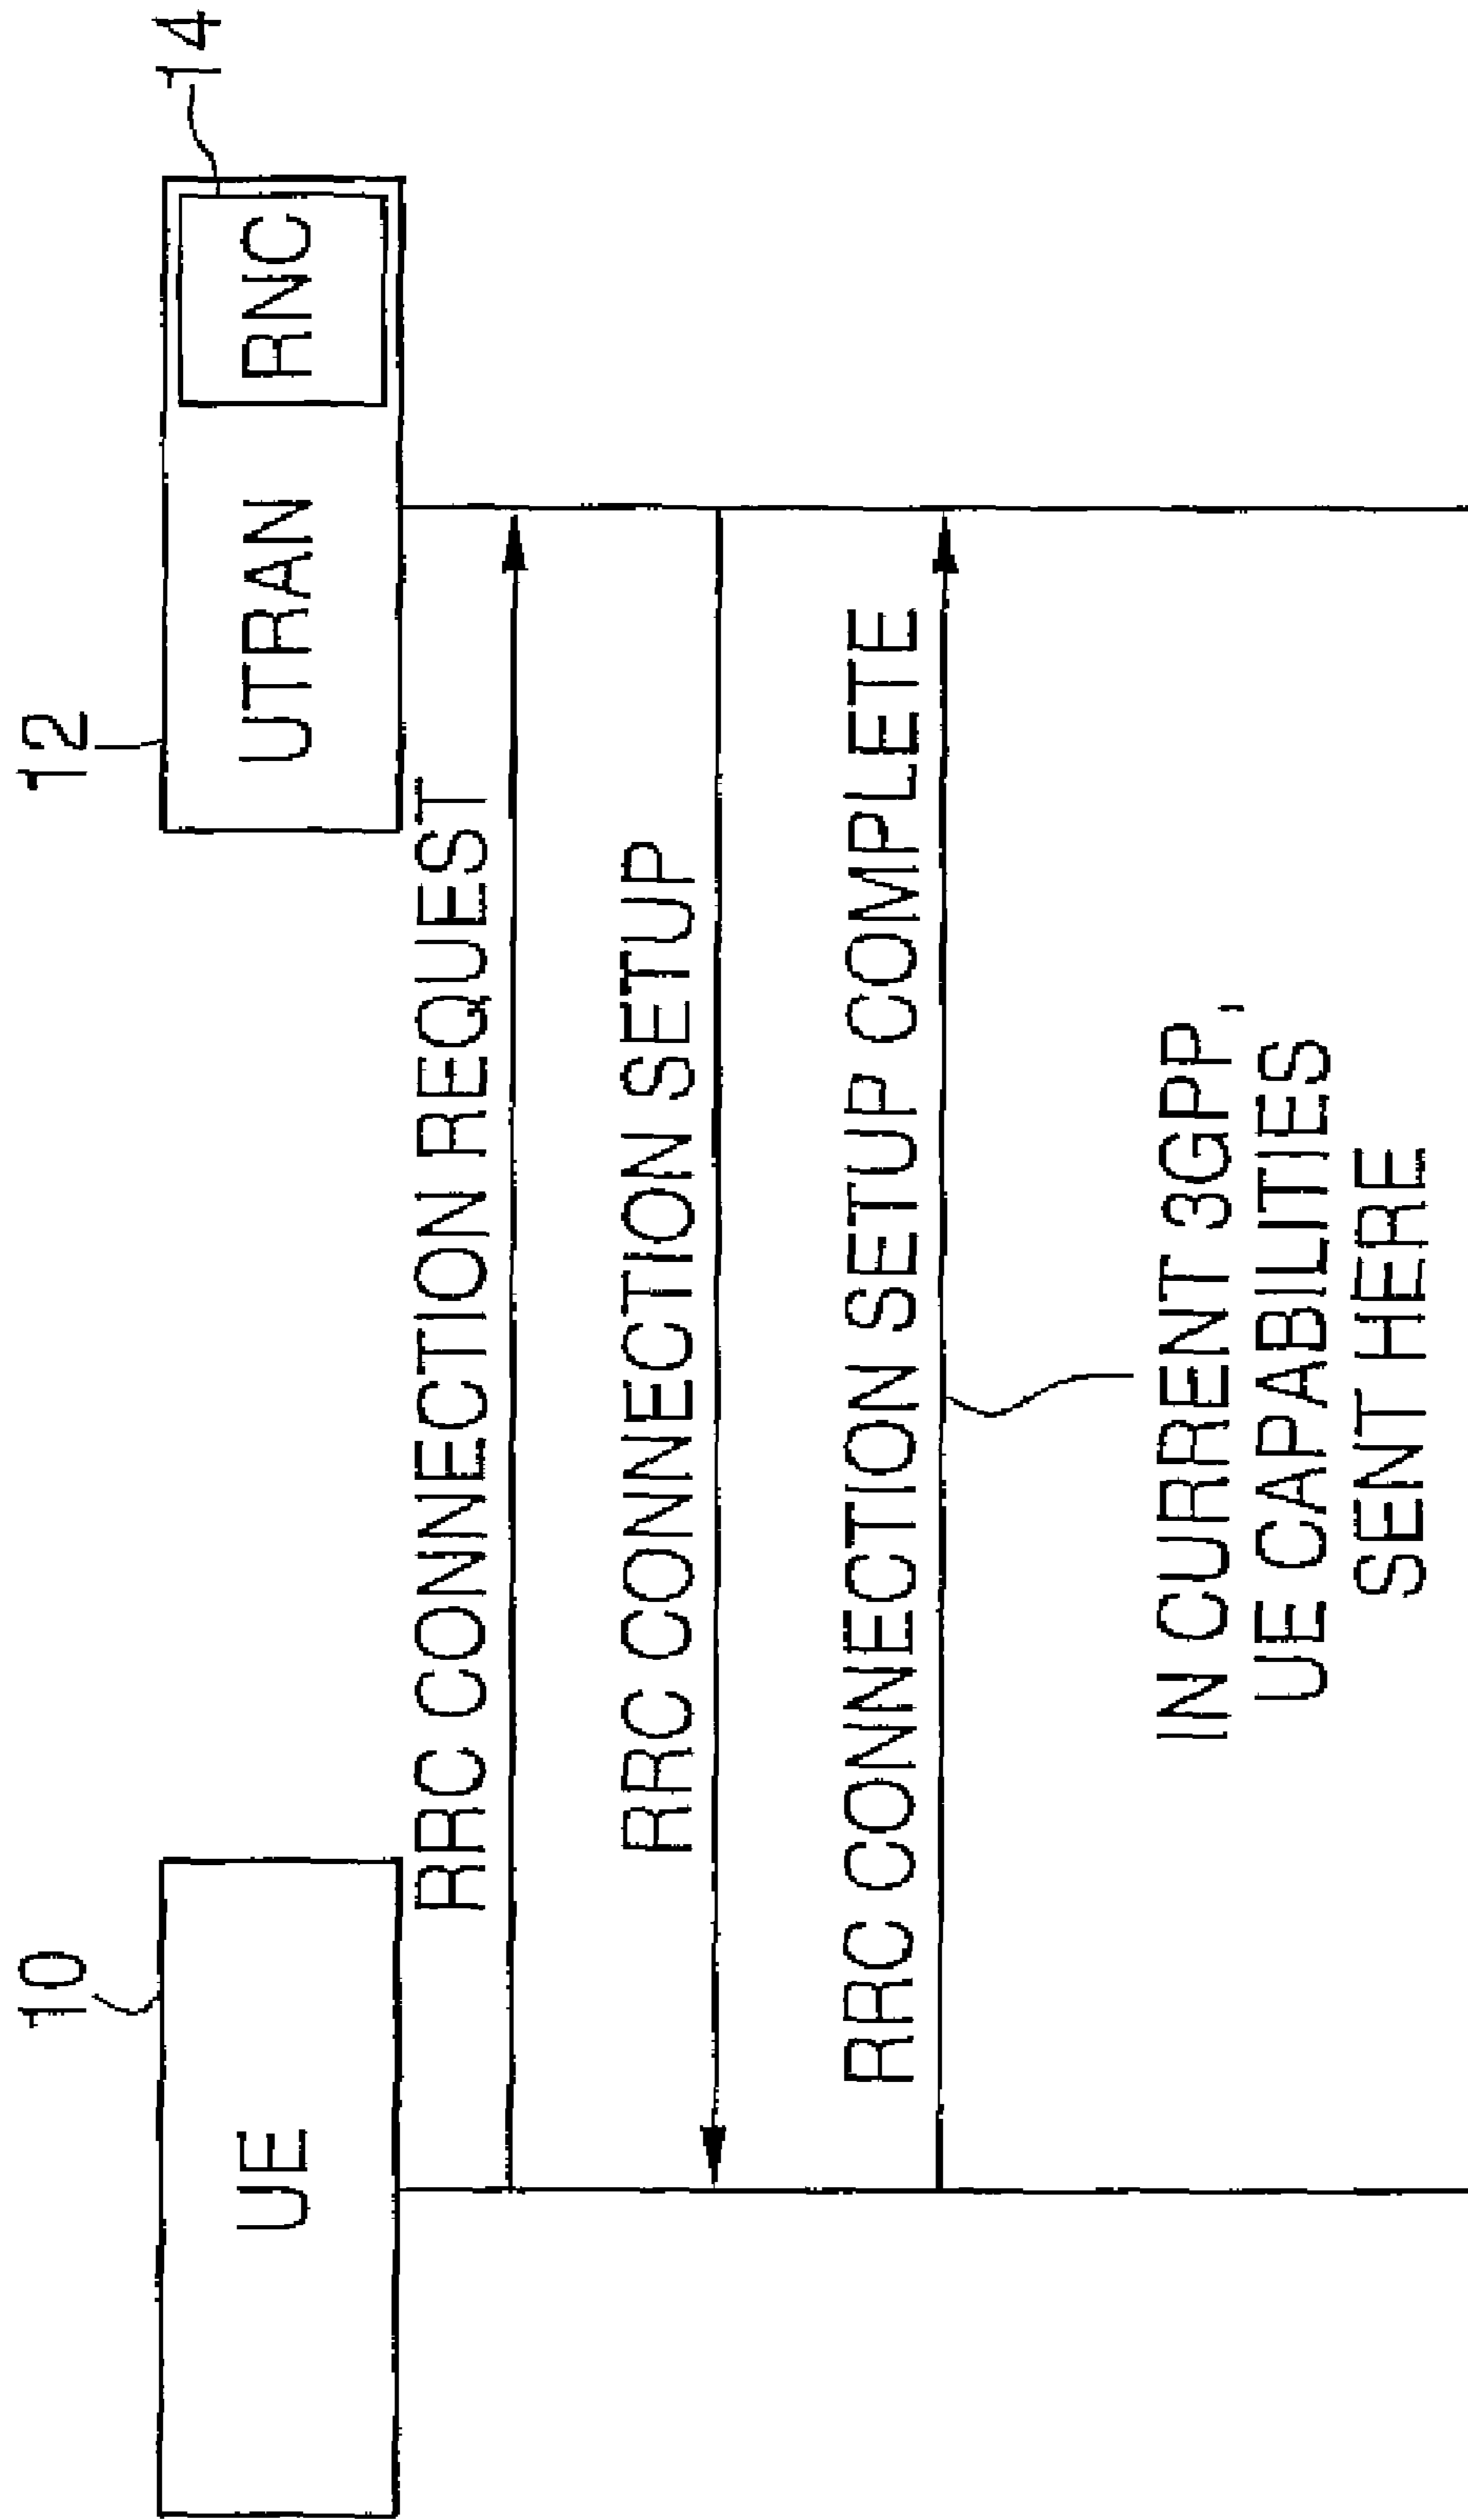 10
12
14
UE
UTRAN
RNC
RRC CONNECTION REQUEST
RRC CONNECTION SETUP
RRC CONNECTION SETUP COMPLETE
IN CURRENT 3GPP,
UE CAPABILITIES
SENT HERE